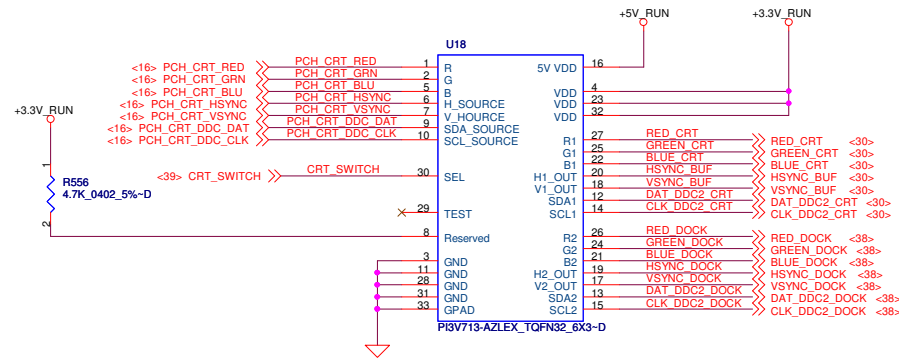 +5V_RUN
+3.3V_RUN
U18
<16> PCH_CRT_RED PCH_CRT_RED 1 R 5V VDD 16
<16> PCH_CRT_GRN PCH_CRT_GRN 2 G
<16> PCH_CRT_BLU PCH_CRT_BLU 5 B VDD 4
<16> PCH_CRT_HSYNC PCH_CRT_HSYNC 6 H_SOURCE VDD 23
<16> PCH_CRT_VSYNC PCH_CRT_VSYNC 7 V_HOURCE VDD 32
<16> PCH_CRT_DDC_DAT PCH_CRT_DDC_DAT 9 SDA_SOURCE
<16> PCH_CRT_DDC_CLK PCH_CRT_DDC_CLK 10 SCL_SOURCE
+3.3V_RUN
R1 27 RED_CRT RED_CRT <30>
G1 25 GREEN_CRT GREEN_CRT <30>
B1 22 BLUE_CRT BLUE_CRT <30>
<39> CRT_SWITCH CRT_SWITCH 30 SEL H1_OUT 20 HSYNC_BUF HSYNC_BUF <30>
V1_OUT 18 VSYNC_BUF VSYNC_BUF <30>
SDA1 12 DAT_DDC2_CRT DAT_DDC2_CRT <30>
29 TEST SCL1 14 CLK_DDC2_CRT CLK_DDC2_CRT <30>
1
R556
4.7K_0402_5%~D
2
8 Reserved R2 26 RED_DOCK RED_DOCK <38>
G2 24 GREEN_DOCK GREEN_DOCK <38>
3 GND B2 21 BLUE_DOCK BLUE_DOCK <38>
11 GND H2_OUT 19 HSYNC_DOCK HSYNC_DOCK <38>
28 GND V2_OUT 17 VSYNC_DOCK VSYNC_DOCK <38>
31 GND SDA2 13 DAT_DDC2_DOCK DAT_DDC2_DOCK <38>
33 GPAD SCL2 15 CLK_DDC2_DOCK CLK_DDC2_DOCK <38>
PI3V713-AZLEX_TQFN32_6X3~D